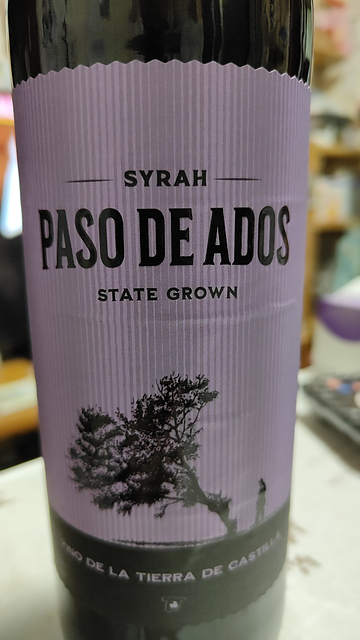 SYRAH
PASO DE ADOS
STATE GROWN
VINO DE LA TIERRA DE CASTILLA